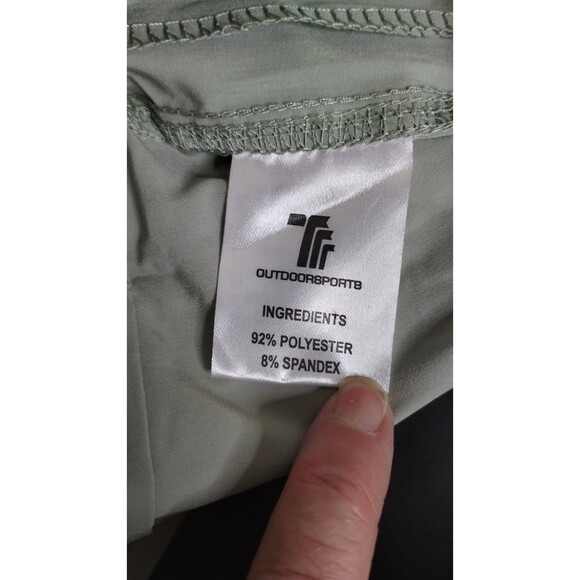 OUTDOORSPORTS
INGREDIENTS
92% POLYESTER
8% SPANDEX